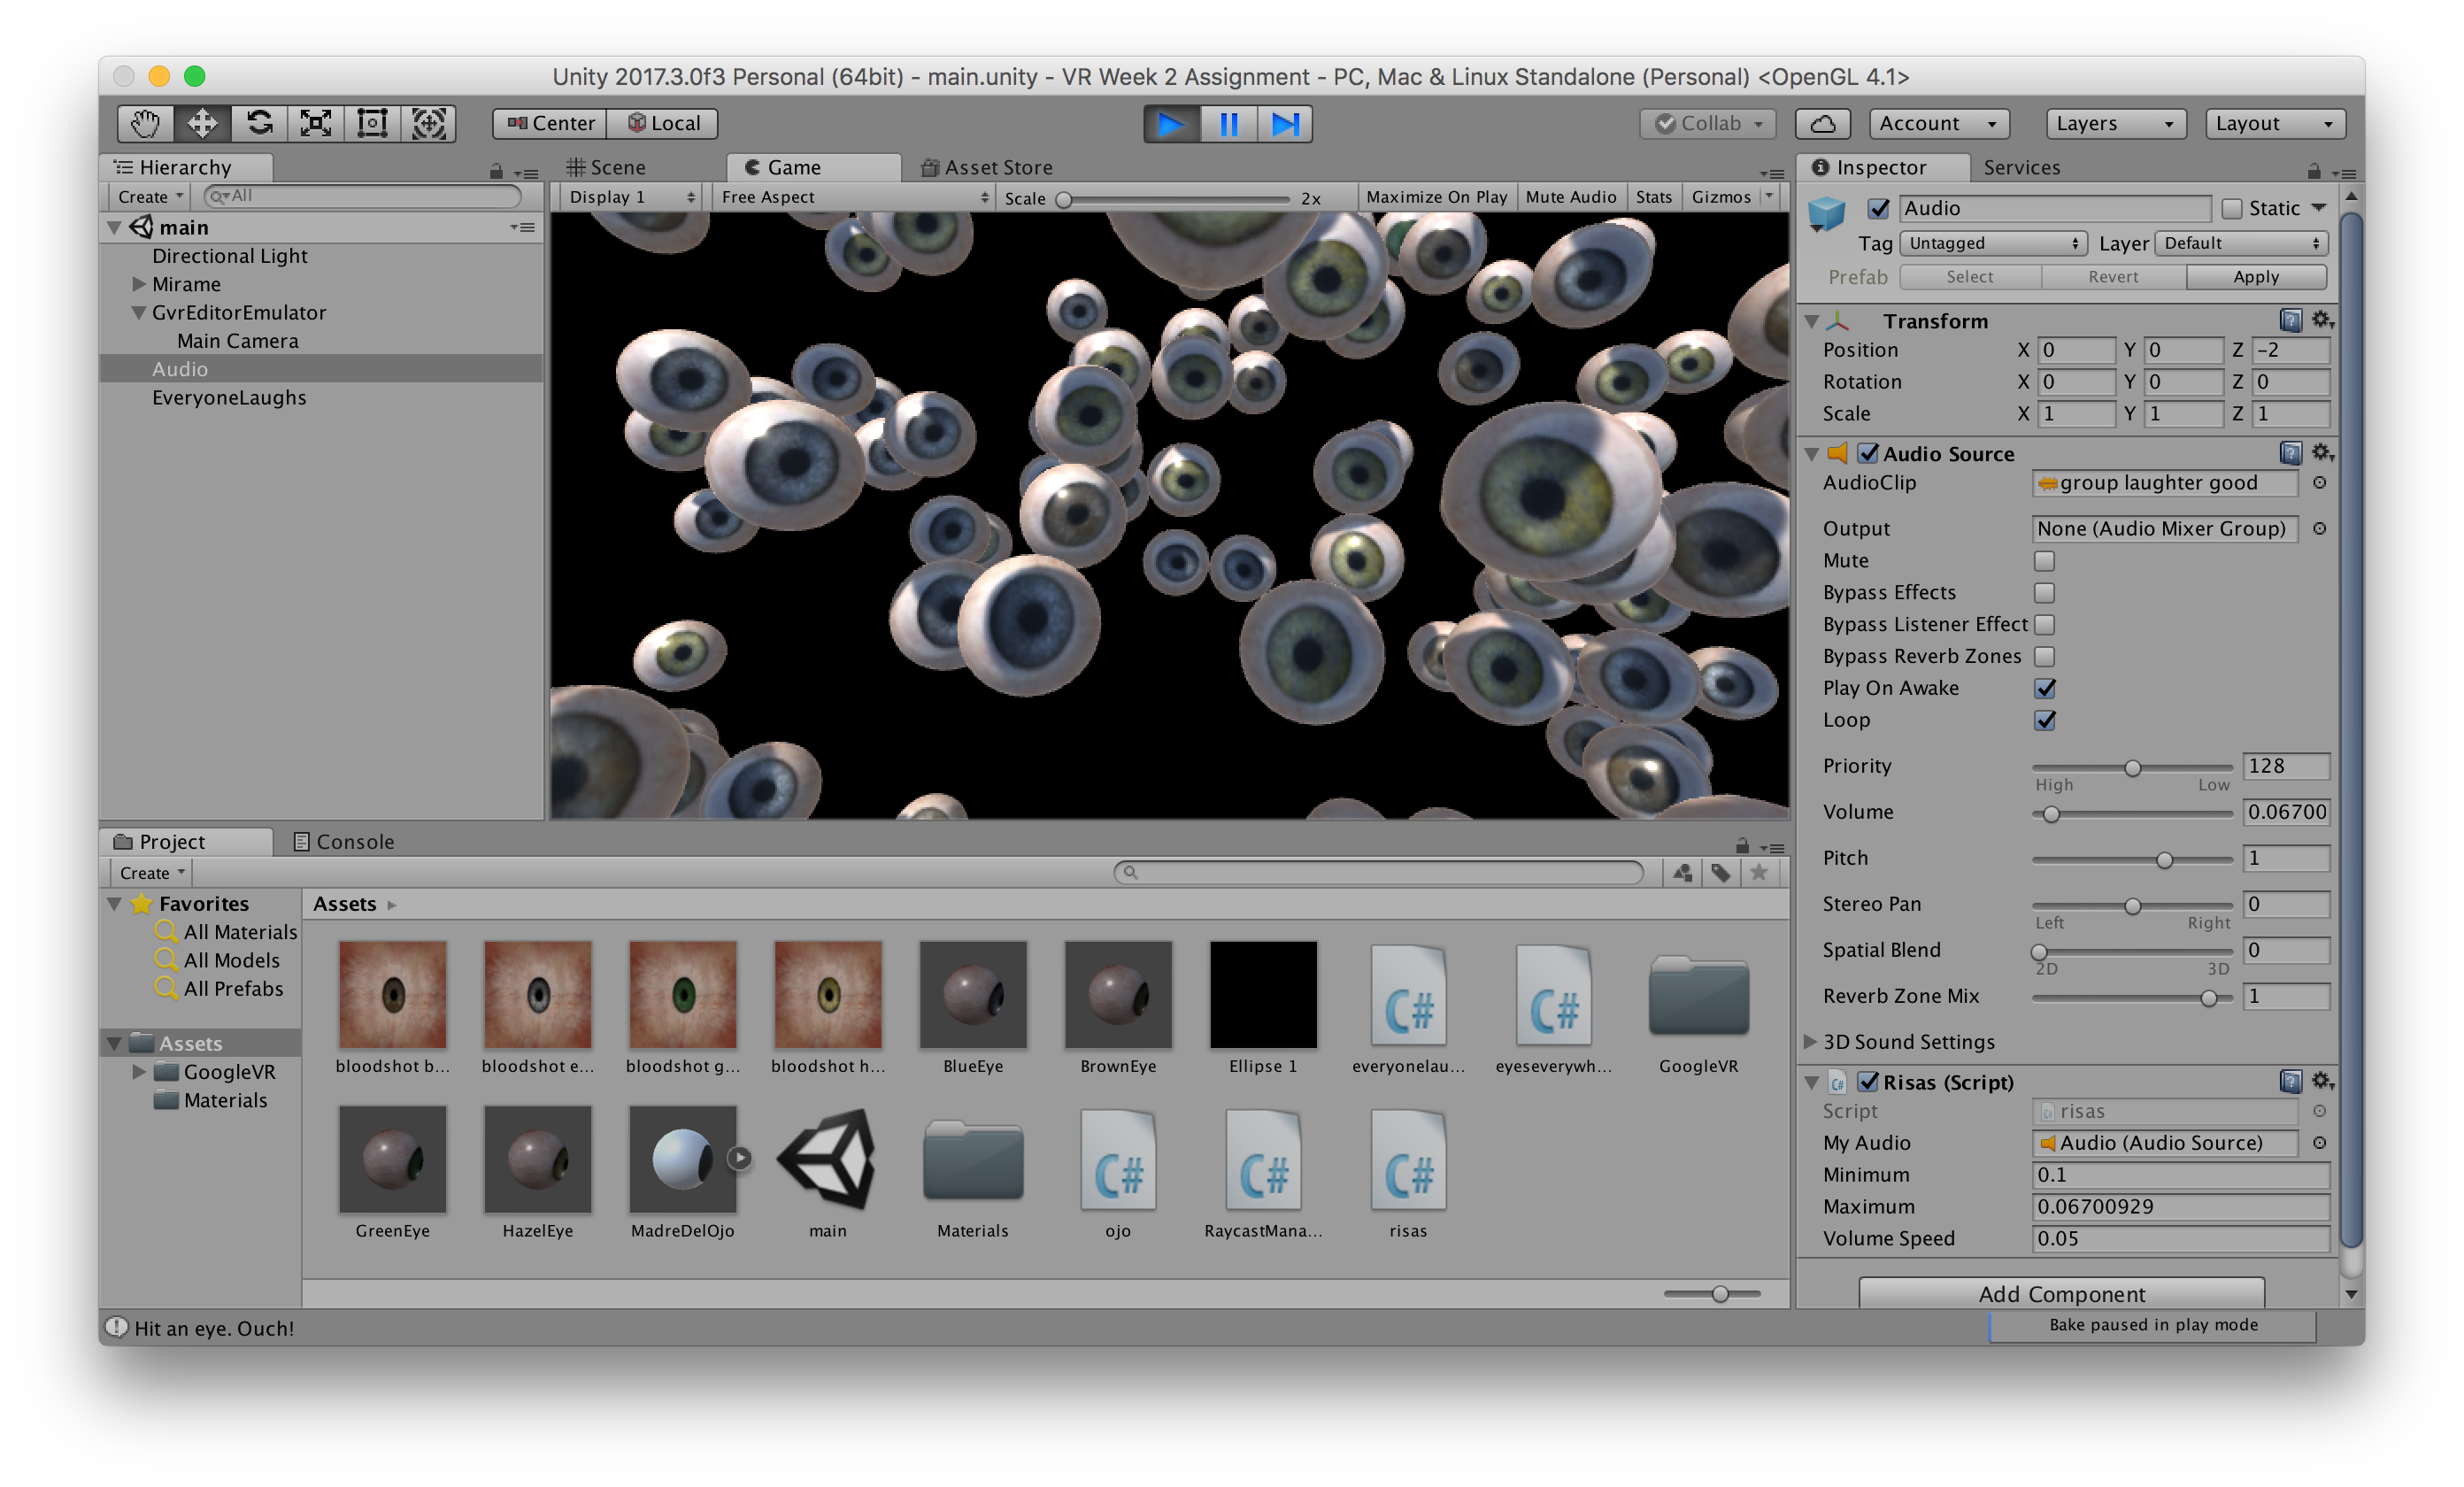 Unity 2017.3.0f3 Personal (64bit) - main.unity - VR Week 2 Assignment - PC, Mac & Linux Standalone (Personal) <OpenGL 4.1>
Center Local Collab Account Layers Layout
Hierarchy
Create All
main
Directional Light
Mirame
GvrEditorEmulator
Main Camera
Audio
EveryoneLaughs
Scene Game Asset Store
Display 1 Free Aspect Scale 2x Maximize On Play Mute Audio Stats Gizmos
Inspector Services
Audio Static
Tag Untagged Layer Default
Prefab Select Revert Apply
Transform
Position X 0 Y 0 Z -2
Rotation X 0 Y 0 Z 0
Scale X 1 Y 1 Z 1
Audio Source
AudioClip group laughter good
Output None (Audio Mixer Group)
Mute
Bypass Effects
Bypass Listener Effect
Bypass Reverb Zones
Play On Awake
Loop
Priority 128
High Low
Volume 0.06700
Pitch 1
Stereo Pan 0
Left Right
Spatial Blend 0
2D 3D
Reverb Zone Mix 1
3D Sound Settings
Risas (Script)
Script risas
My Audio Audio (Audio Source)
Minimum 0.1
Maximum 0.06700929
Volume Speed 0.05
Add Component
Project Console
Create
Favorites
All Materials
All Models
All Prefabs
Assets
GoogleVR
Materials
Assets
C# C#
bloodshot b... bloodshot e... bloodshot g... bloodshot h... BlueEye BrownEye Ellipse 1 everyonelau... eyeseverywh... GoogleVR
C# C# C#
GreenEye HazelEye MadreDelOjo main Materials ojo RaycastMana... risas
Hit an eye. Ouch!
Bake paused in play mode